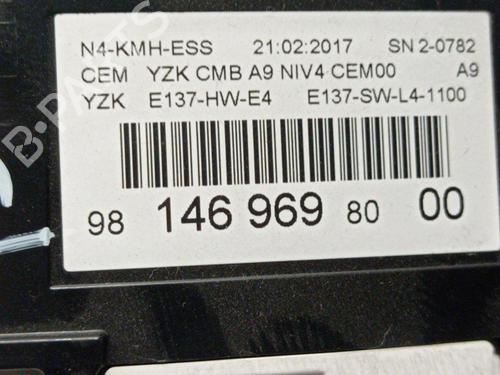 N4-KMH-ESS 21:02:2017 SN 2-0782
CEM YZK CMB A9 NIV4 CEM00 A9
YZK E137-HW-E4 E137-SW-L4-1100
98 146 969 80 00
B-PARTS